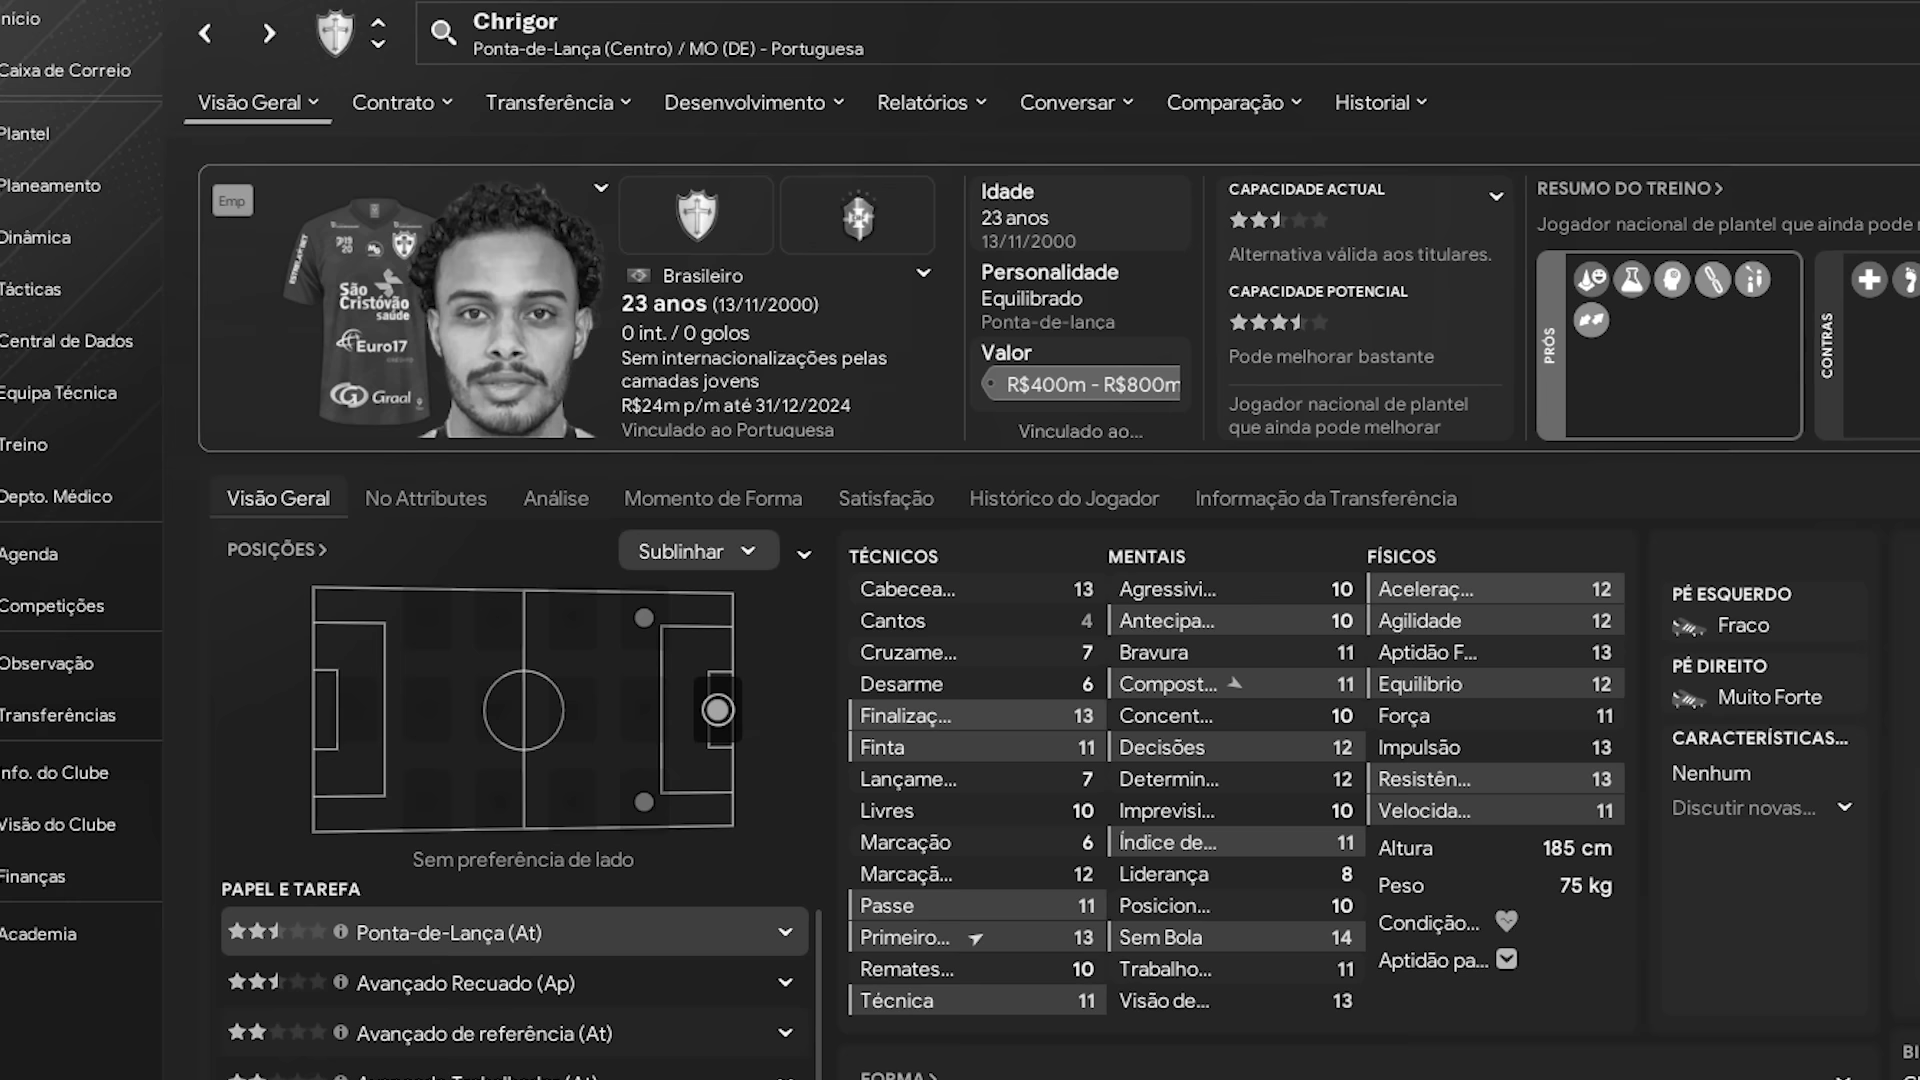 Chrigor
Ponta-de-Lança (Centro) / MO (DE) - Portuguesa
Caixa de Correio
Plantel
Planeamento
Dinâmica
Tácticas
Central de Dados
Equipa Técnica
Treino
Depto. Médico
Agenda
Competições
Observação
Transferências
nfo. do Clube
Visão do Clube
Finanças
Academia
Visão Geral
Contrato
Transferência
Desenvolvimento
Relatórios
Conversar
Comparação
Historial
Emp
São
Cristóvão
saúde
Euro17
Graal
Brasileiro
23 anos (13/11/2000)
0 int. / 0 golos
Sem internacionalizações pelas
camadas jovens
R$24m p/m até 31/12/2024
Vinculado ao Portuguesa
Idade
23 anos
13/11/2000
Personalidade
Equilibrado
Ponta-de-lança
Valor
R$400m - R$800m
Vinculado ao...
CAPACIDADE ACTUAL
Alternativa válida aos titulares.
CAPACIDADE POTENCIAL
Pode melhorar bastante
Jogador nacional de plantel
que ainda pode melhorar
RESUMO DO TREINO
Jogador nacional de plantel que ainda pode
PRÓS
CONTRAS
Visão Geral
No Attributes
Análise
Momento de Forma
Satisfação
Histórico do Jogador
Informação da Transferência
POSIÇÕES
Sublinhar
Sem preferência de lado
PAPEL E TAREFA
Ponta-de-Lança (At)
Avançado Recuado (Ap)
Avançado de referência (At)
TÉCNICOS
Cabecea... 13
Cantos 4
Cruzame... 7
Desarme 6
Finalizaç... 13
Finta 11
Lançame... 7
Livres 10
Marcação 6
Marcaçã... 12
Passe 11
Primeiro... 13
Remates... 10
Técnica 11
MENTAIS
Agressivi... 10
Antecipa... 10
Bravura 11
Compost... 11
Concent... 10
Decisões 12
Determin... 12
Imprevisi... 10
Índice de... 11
Liderança 8
Posicion... 10
Sem Bola 14
Trabalho... 11
Visão de... 13
FÍSICOS
Aceleraç... 12
Agilidade 12
Aptidão F... 13
Equilíbrio 12
Força 11
Impulsão 13
Resistên... 13
Velocida... 11
Altura 185 cm
Peso 75 kg
Condição...
Aptidão pa...
PÉ ESQUERDO
Fraco
PÉ DIREITO
Muito Forte
CARACTERÍSTICAS...
Nenhum
Discutir novas...
FORMA